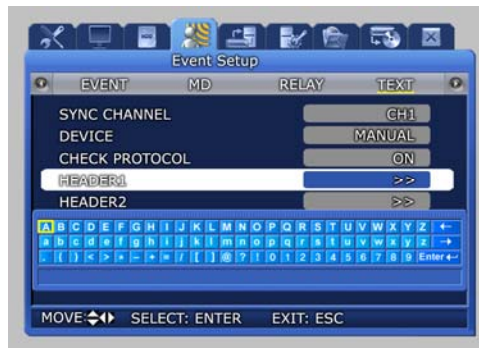 Event Setup
EVENT MD RELAY TEXT
SYNC CHANNEL CH1
DEVICE MANUAL
CHECK PROTOCOL ON
HEADER1 >>
HEADER2 >>
A B C D E F G H I J K L M N O P Q R S T U V W X Y Z ←
a b c d e f g h i j k l m n o p q r s t u v w x y z →
. ( ) < > * - + = / [ ] @ ? ! 0 1 2 3 4 5 6 7 8 9 Enter↵
MOVE: SELECT: ENTER EXIT: ESC